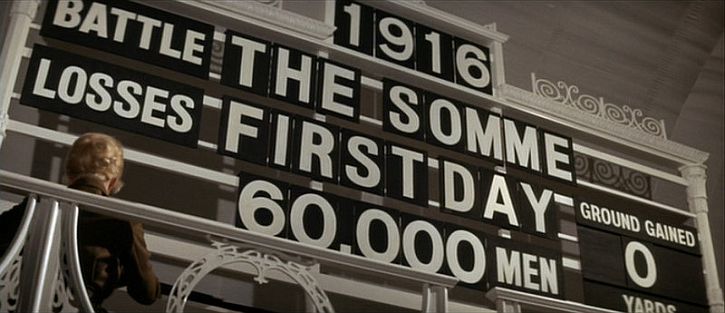 1916
BATTLE THE SOMME
LOSSES FIRST DAY
60,000 MEN
GROUND GAINED
0
YARDS